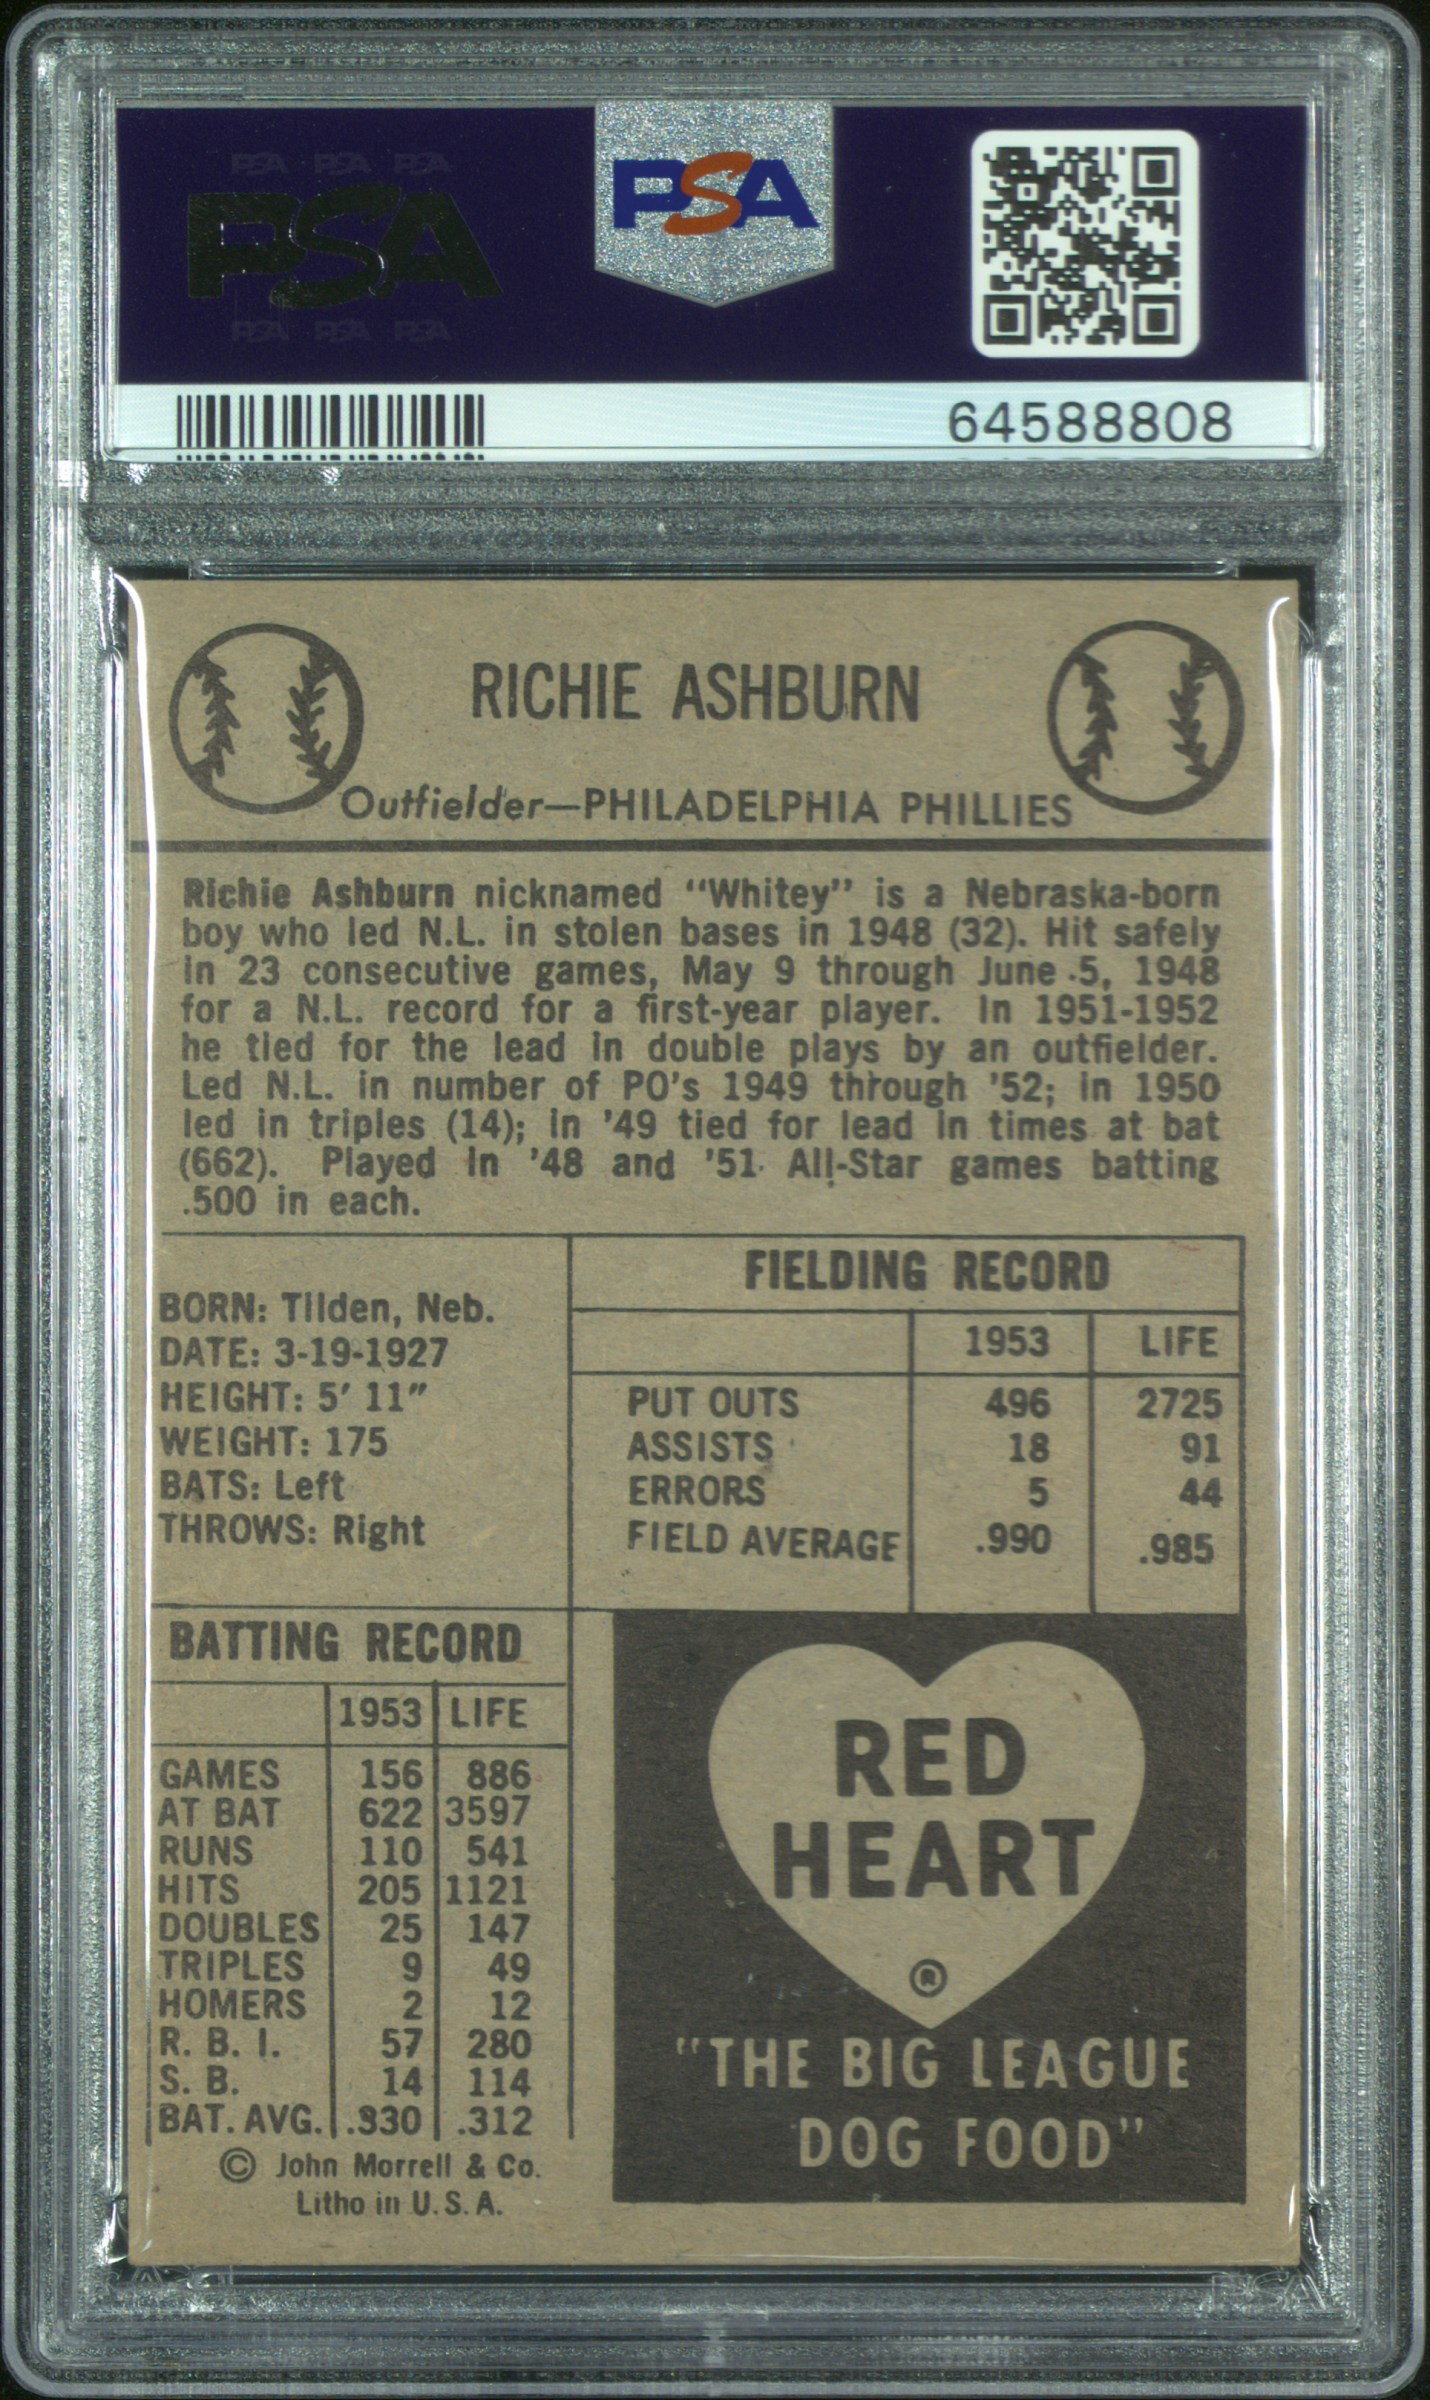 PSA PSA PSA
PSA
PSA PSA PSA
PSA
64588808
RICHIE ASHBURN
Outfielder—PHILADELPHIA PHILLIES
Richie Ashburn nicknamed "Whitey" is a Nebraska-born
boy who led N.L. in stolen bases in 1948 (32). Hit safely
in 23 consecutive games, May 9 through June 5, 1948
for a N.L. record for a first-year player. In 1951-1952
he tied for the lead in double plays by an outfielder.
Led N.L. in number of PO's 1949 through '52; in 1950
led in triples (14); in '49 tied for lead in times at bat
(662). Played in '48 and '51 All-Star games batting
.500 in each.
BORN: Tilden, Neb.
DATE: 3-19-1927
HEIGHT: 5' 11"
WEIGHT: 175
BATS: Left
THROWS: Right
FIELDING RECORD
1953 LIFE
PUT OUTS 496 2725
ASSISTS 18 91
ERRORS 5 44
FIELD AVERAGE .990 .985
BATTING RECORD
1953 LIFE
GAMES 156 886
AT BAT 622 3597
RUNS 110 541
HITS 205 1121
DOUBLES 25 147
TRIPLES 9 49
HOMERS 2 12
R. B. I. 57 280
S. B. 14 114
BAT. AVG. .330 .312
© John Morrell & Co.
Litho in U.S.A.
RED
HEART
®
"THE BIG LEAGUE
DOG FOOD"
PSA